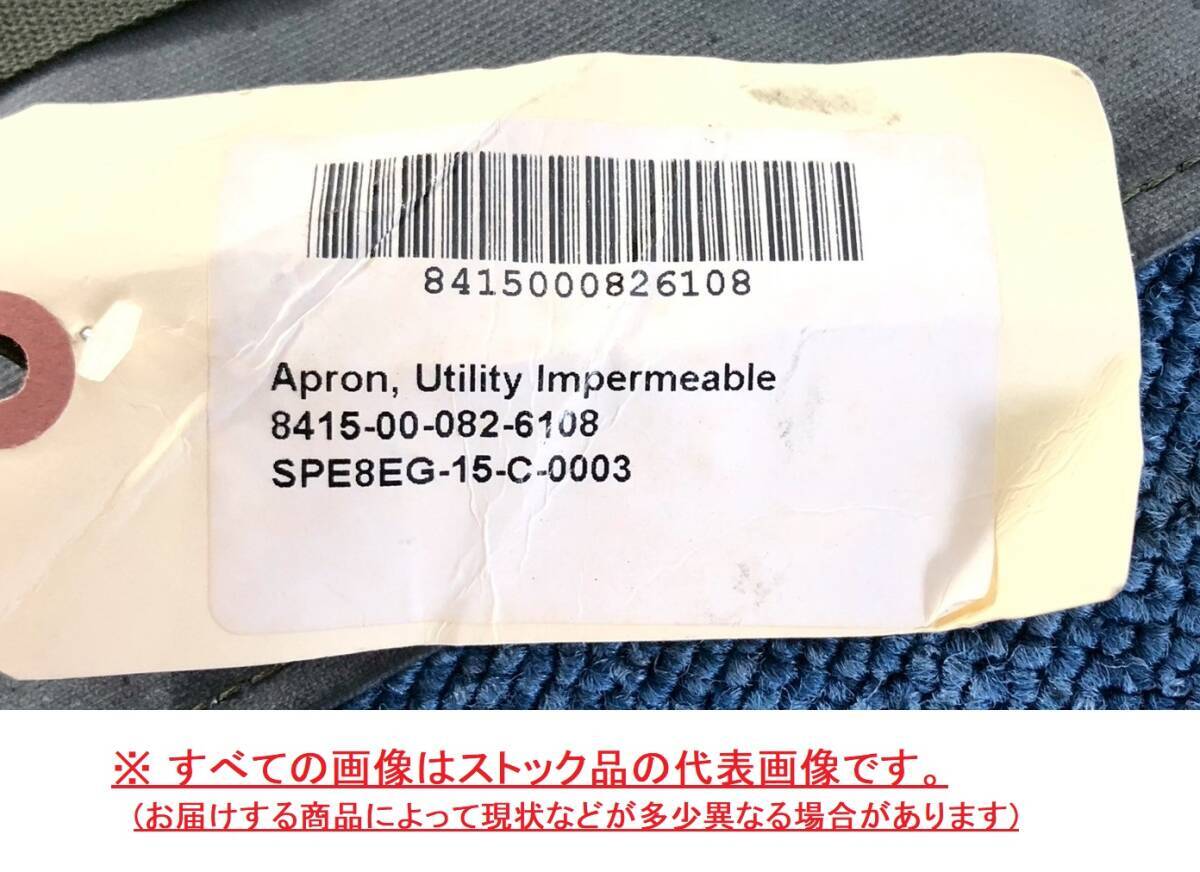 8415000826108
Apron, Utility Impermeable
8415-00-082-6108
SPE8EG-15-C-0003
※ すべての画像はストック品の代表画像です。
（お届けする商品によって現状などが多少異なる場合があります）